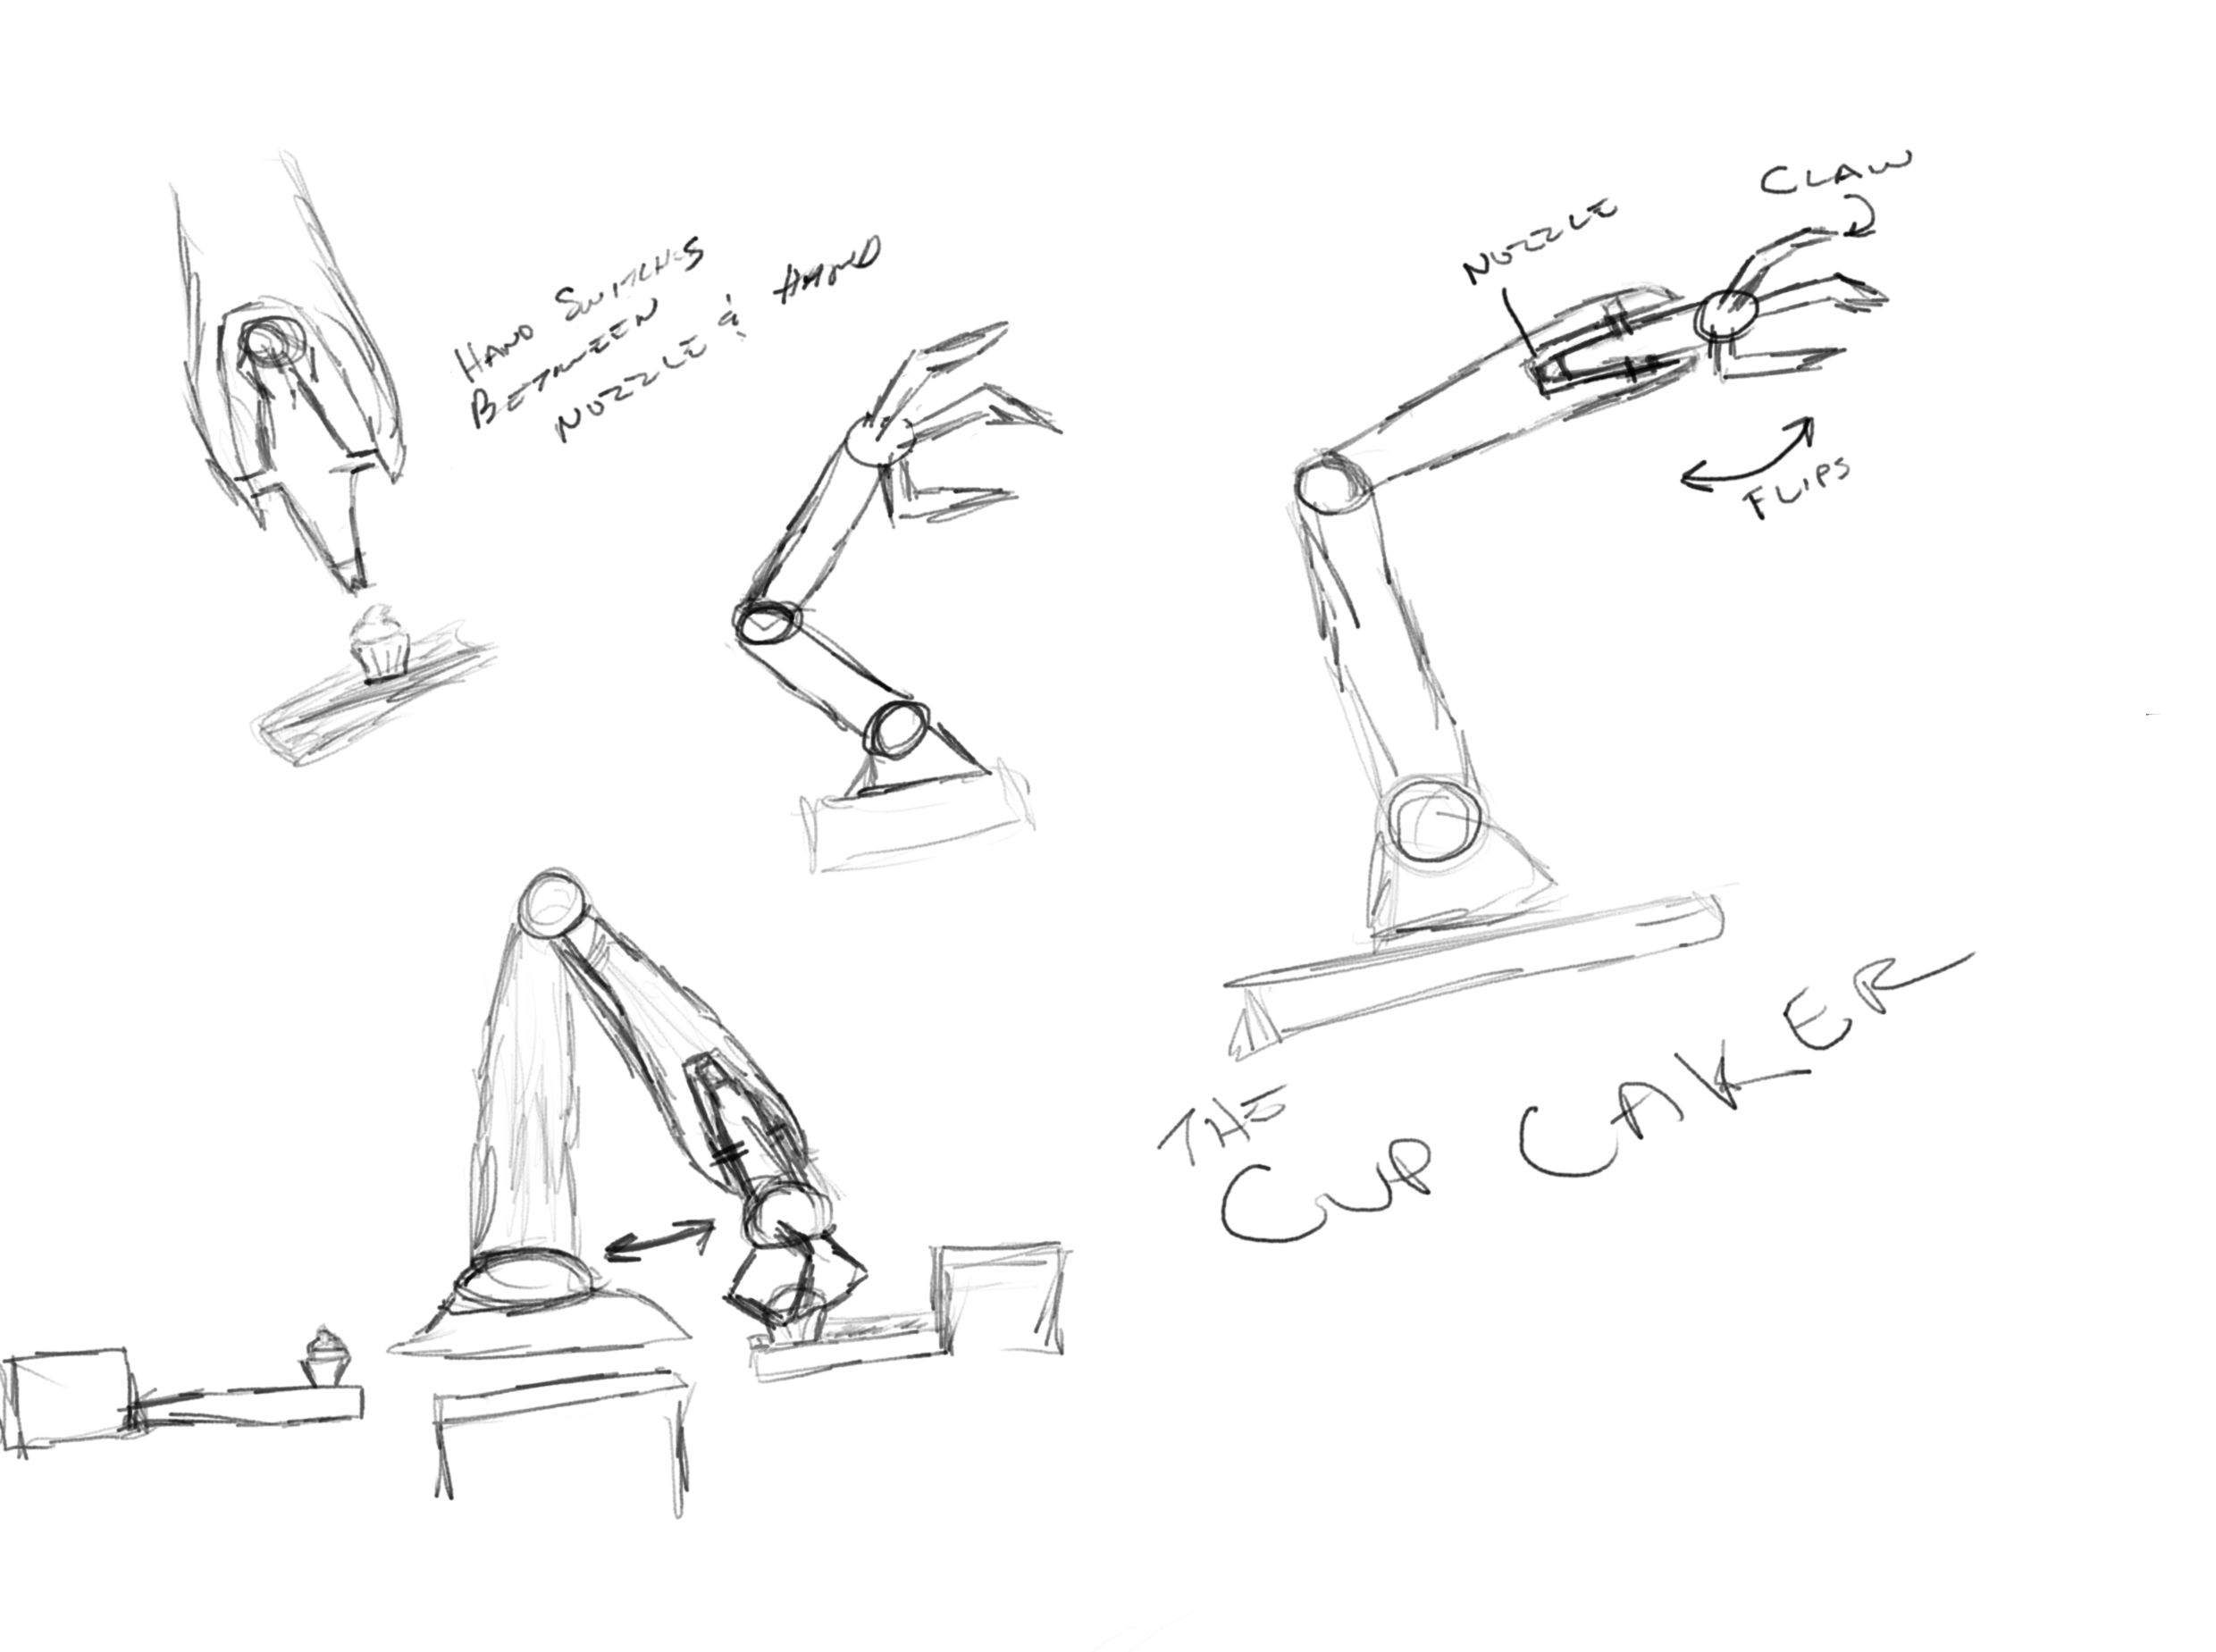 HAND SWITCHES
BETWEEN
NOZZLE & HAND
NOZZLE
CLAW
FLIPS
THE
CUP CAKER